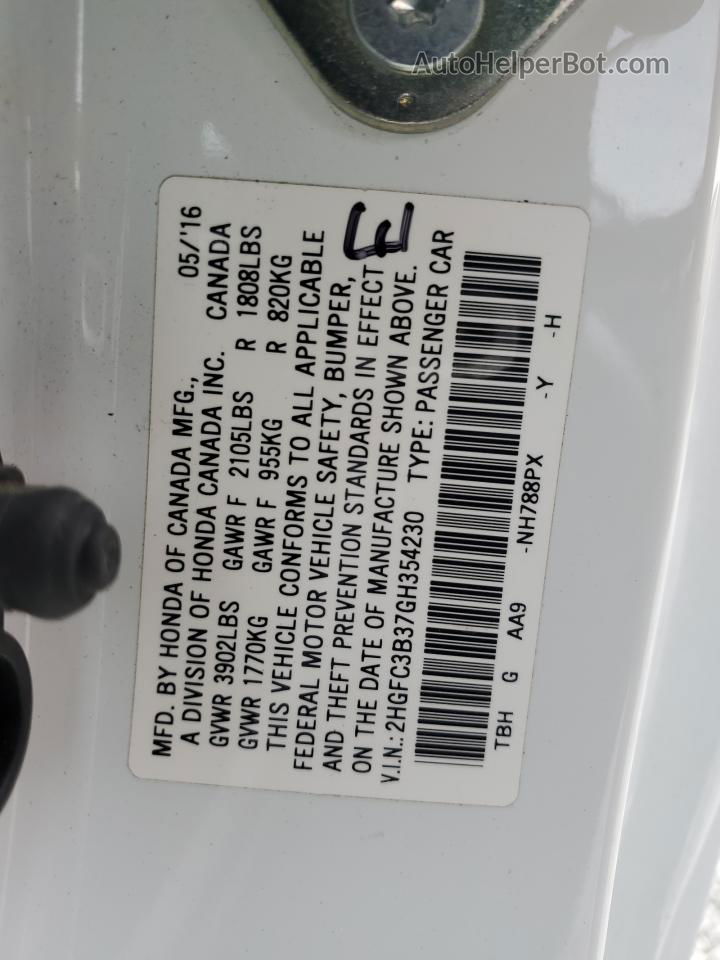 AutoHelperBot.com
MFD. BY HONDA OF CANADA MFG., 05/'16
A DIVISION OF HONDA CANADA INC. CANADA
GVWR 3902LBS GAWR F 2105LBS R 1808LBS
GVWR 1770KG GAWR F 955KG R 820KG
THIS VEHICLE CONFORMS TO ALL APPLICABLE
FEDERAL MOTOR VEHICLE SAFETY, BUMPER,
AND THEFT PREVENTION STANDARDS IN EFFECT
ON THE DATE OF MANUFACTURE SHOWN ABOVE.
E
V.I.N.: 2HGFC3B37GH354230 TYPE: PASSENGER CAR
TBH G AA9 -NH788PX -Y -H